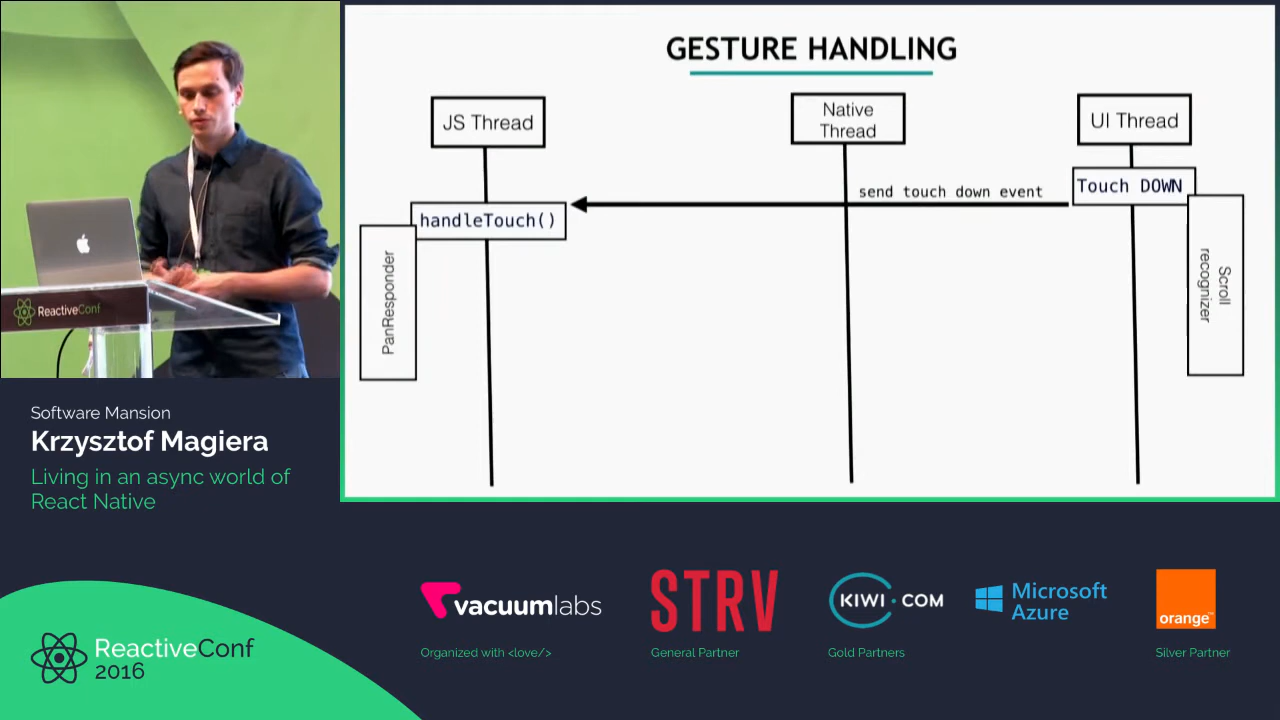 GESTURE HANDLING
JS Thread
Native
Thread
UI Thread
Touch DOWN
send touch down event
handleTouch()
PanResponder
Scroll
recognizer
ReactiveConf
Software Mansion
Krzysztof Magiera
Living in an async world of
React Native
vacuumlabs
STRV
KIWI.COM
Microsoft
Azure
orange™
Organized with <love/>
General Partner
Gold Partners
Silver Partner
ReactiveConf
2016